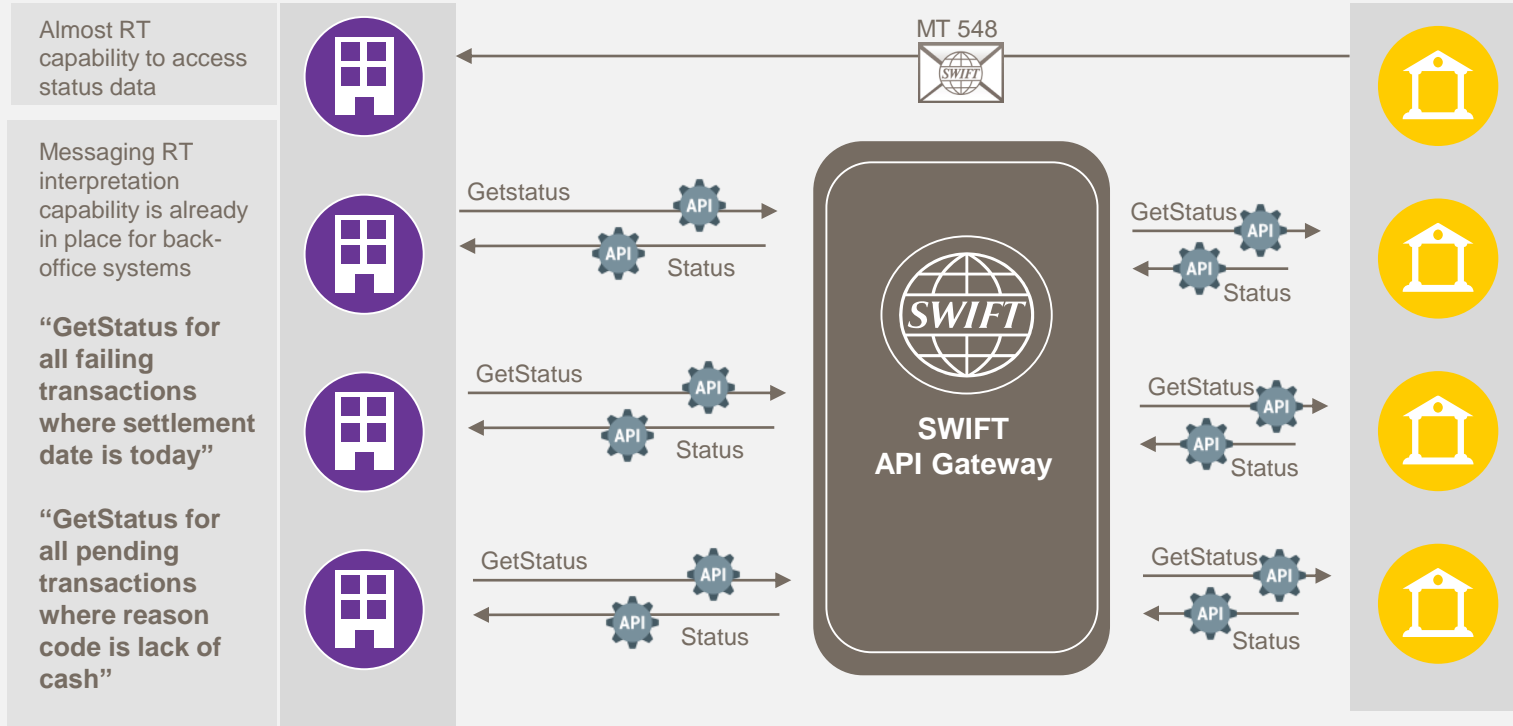 Almost RT
capability to access
status data
MT 548
SWIFT
Messaging RT
interpretation
capability is already
in place for back-
office systems
“GetStatus for
all failing
transactions
where settlement
date is today”
“GetStatus for
all pending
transactions
where reason
code is lack of
cash”
Getstatus
API
API
Status
GetStatus
API
API
Status
GetStatus
API
API
Status
SWIFT
SWIFT
API Gateway
GetStatus
API
API
Status
GetStatus
API
API
Status
GetStatus
API
API
Status